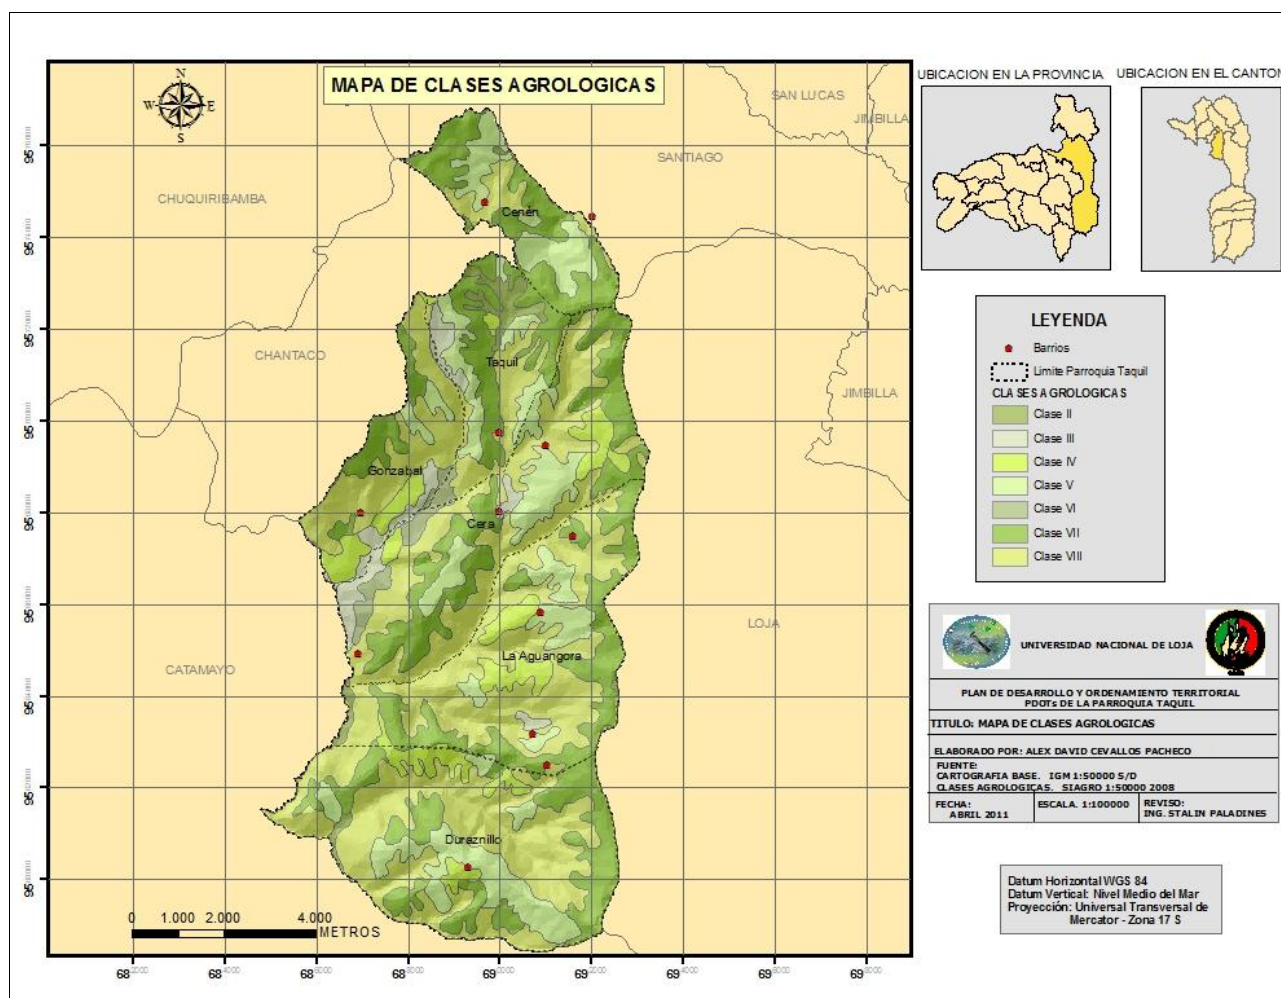 MAPA DE CLASES AGROLOGICAS
N
W
E
S
SAN LUCAS
JIMBILLA
SANTIAGO
CHUQUIRIBAMBA
Cenén
CHANTACO
Taquil
JIMBILLA
Gonzabal
Cera
LOJA
CATAMAYO
La Aguangora
Duraznillo
0 1.000 2.000 4.000
METROS
UBICACION EN LA PROVINCIA
UBICACION EN EL CANTON
LEYENDA
Barrios
Limite Parroquia Taquil
CLASES AGROLOGICAS
Clase II
Clase III
Clase IV
Clase V
Clase VI
Clase VII
Clase VIII
UNIVERSIDAD NACIONAL DE LOJA
PLAN DE DESARROLLO Y ORDENAMIENTO TERRITORIAL
PDOTs DE LA PARROQUIA TAQUIL
TITULO: MAPA DE CLASES AGROLOGICAS
ELABORADO POR: ALEX DAVID CEVALLOS PACHECO
FUENTE:
CARTOGRAFIA BASE. IGM 1:50000 S/D
CLASES AGROLOGICAS. SIAGRO 1:50000 2008
FECHA:
ABRIL 2011
ESCALA. 1:100000
REVISO:
ING. STALIN PALADINES
Datum Horizontal WGS 84
Datum Vertical: Nivel Medio del Mar
Proyección: Universal Transversal de
Mercator - Zona 17 S